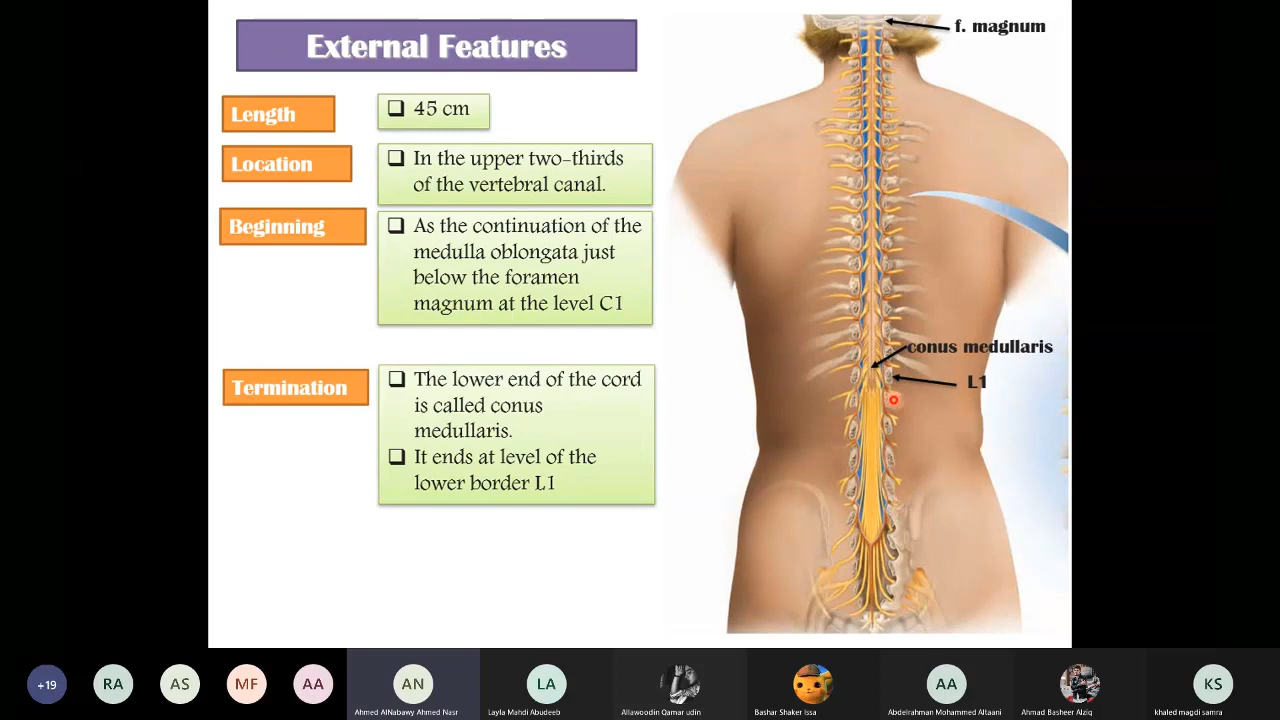 External Features
f. magnum
Length
❑ 45 cm
Location
❑ In the upper two-thirds
of the vertebral canal.
Beginning
❑ As the continuation of the
medulla oblongata just
below the foramen
magnum at the level C1
conus medullaris
L1
Termination
❑ The lower end of the cord
is called conus
medullaris.
❑ It ends at level of the
lower border L1
+19
RA
AS
MF
AA
AN
LA
AA
KS
Ahmed AlNabawy Ahmed Nasr
Layla Mahdi Abudeeb
Allawoodin Qamar udin
Bashar Shaker Issa
Abdelrahman Mohammed Altaani
Ahmad Basheer Alziq
khaled magdi samra